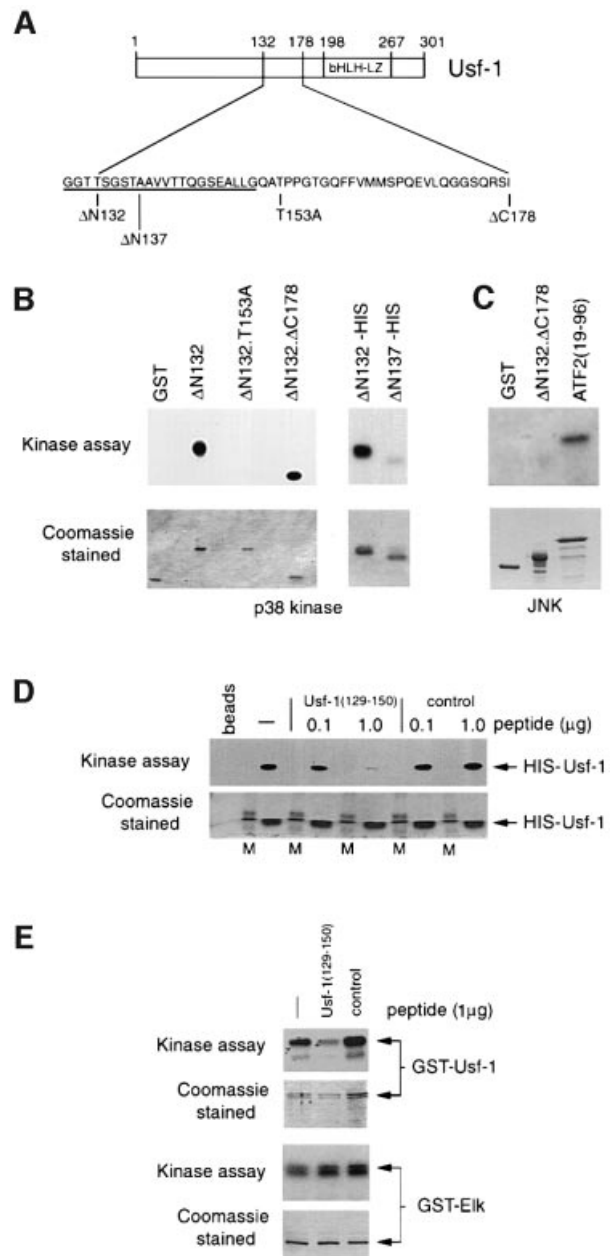 A
1 132 178 198 267 301
bHLH-LZ
Usf-1
GGTTSGSTAAVVTTQGSEALLGQATPPGTGQFFVMMSPQEVLQGGSQRSI
ΔN132 T153A ΔC178
ΔN137
B
GST
ΔN132
ΔN132.T153A
ΔN132.ΔC178
ΔN132 -HIS
ΔN137 -HIS
Kinase assay
Coomassie
stained
p38 kinase
C
GST
ΔN132.ΔC178
ATF2(19-96)
JNK
D
beads
—
Usf-1(129-150) control
0.1 1.0 0.1 1.0 peptide (μg)
Kinase assay
HIS-Usf-1
Coomassie
stained
HIS-Usf-1
M M M M M
E
—
Usf-1(129-150)
control
peptide (1μg)
Kinase assay
GST-Usf-1
Coomassie
stained
Kinase assay
GST-Elk
Coomassie
stained